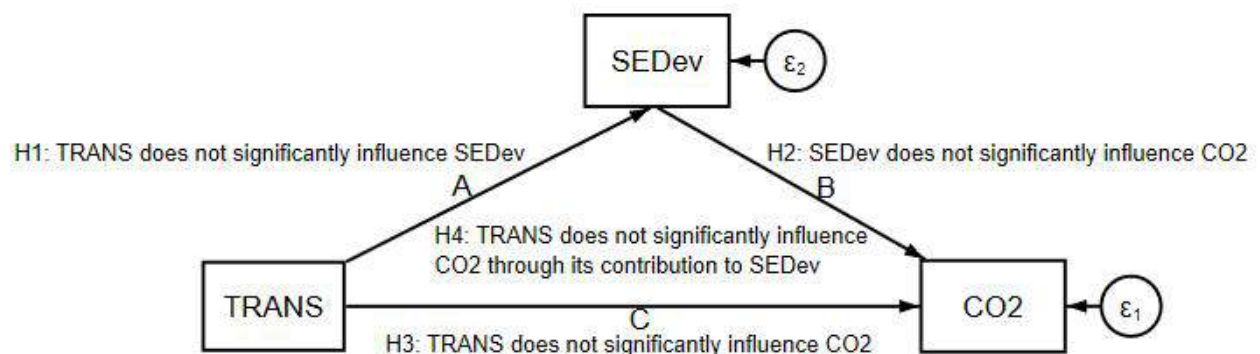 SEDev
ε₂
H1: TRANS does not significantly influence SEDev
H2: SEDev does not significantly influence CO2
A
B
H4: TRANS does not significantly influence
CO2 through its contribution to SEDev
TRANS
CO2
ε₁
C
H3: TRANS does not significantly influence CO2